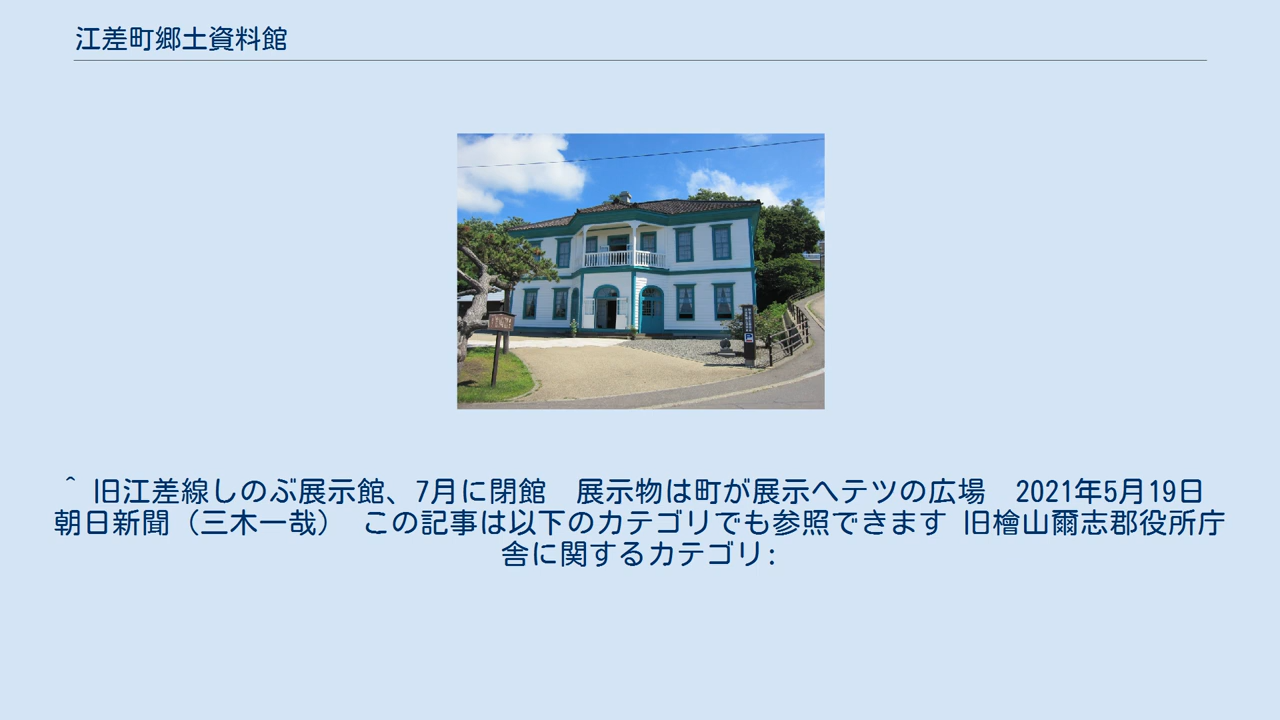 江差町郷土資料館
^ 旧江差線しのぶ展示館、7月に閉館　展示物は町が展示へテツの広場　2021年5月19日
朝日新聞（三木一哉） この記事は以下のカテゴリでも参照できます 旧檜山爾志郡役所庁
舎に関するカテゴリ: